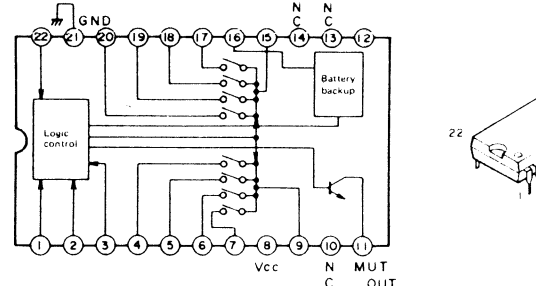 N N
C C
GND
22 21 20 19 18 17 16 15 14 13 12
Battery
backup
Logic
control
22
1
1 2 3 4 5 6 7 8 9 10 11
Vcc N MUT
C OUT